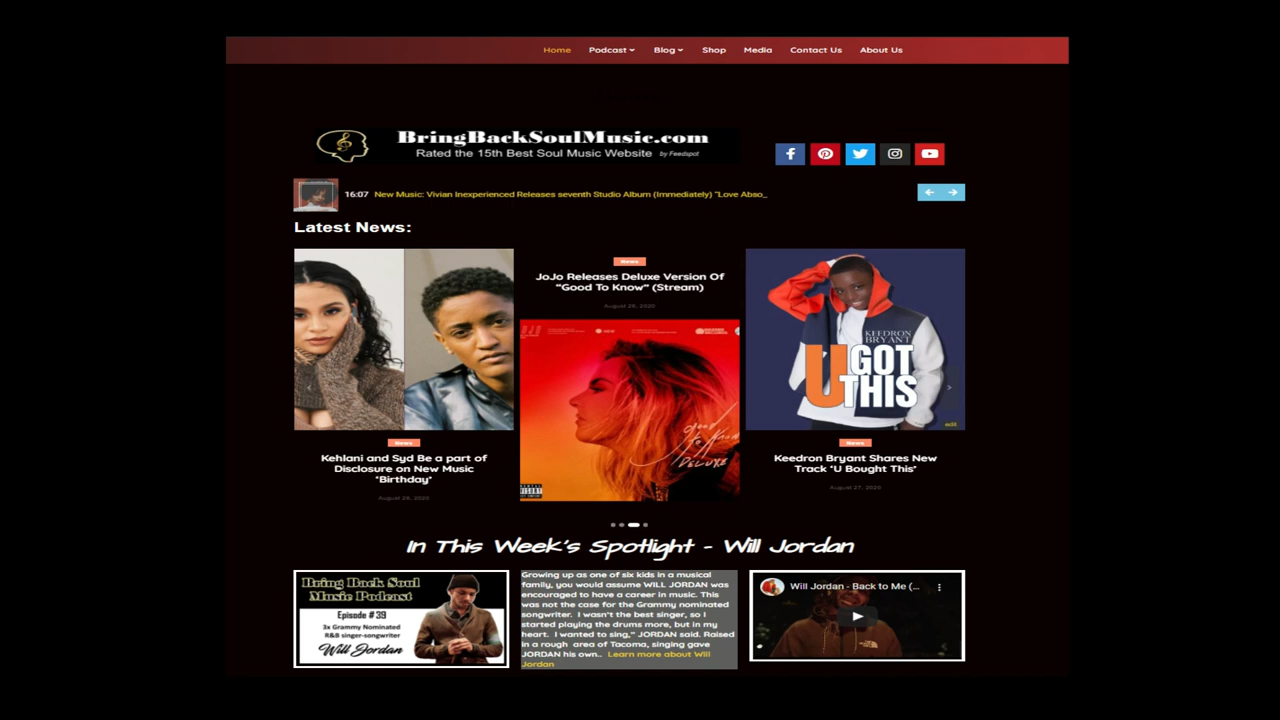 Home Podcast Blog Shop Media Contact Us About Us
BringBackSoulMusic.com
Rated the 15th Best Soul Music Website by Feedspot
16:07 New Music: Vivian Inexperienced Releases seventh Studio Album (Immediately) "Love Abso_
Latest News:
News
Kehlani and Syd Be a part of
Disclosure on New Music
"Birthday"
August 28, 2020
News
JoJo Releases Deluxe Version Of
"Good To Know" (Stream)
August 28, 2020
good
to know
DELUXE
KEEDRON
BRYANT
U GOT
THIS
edit
News
Keedron Bryant Shares New
Track "U Bought This"
August 27, 2020
In This Week's Spotlight - Will Jordan
Bring Back Soul
Music Podcast
Episode # 39
3x Grammy Nominated
R&B singer-songwriter
Will Jordan
Growing up as one of six kids in a musical
family, you would assume WILL JORDAN was
encouraged to have a career in music. This
was not the case for the Grammy nominated
songwriter. I wasn't the best singer, so I
started playing the drums more, but in my
heart. I wanted to sing," JORDAN said. Raised
in a rough area of Tacoma, singing gave
JORDAN his own.. Learn more about Will
Jordan
Will Jordan - Back to Me (...